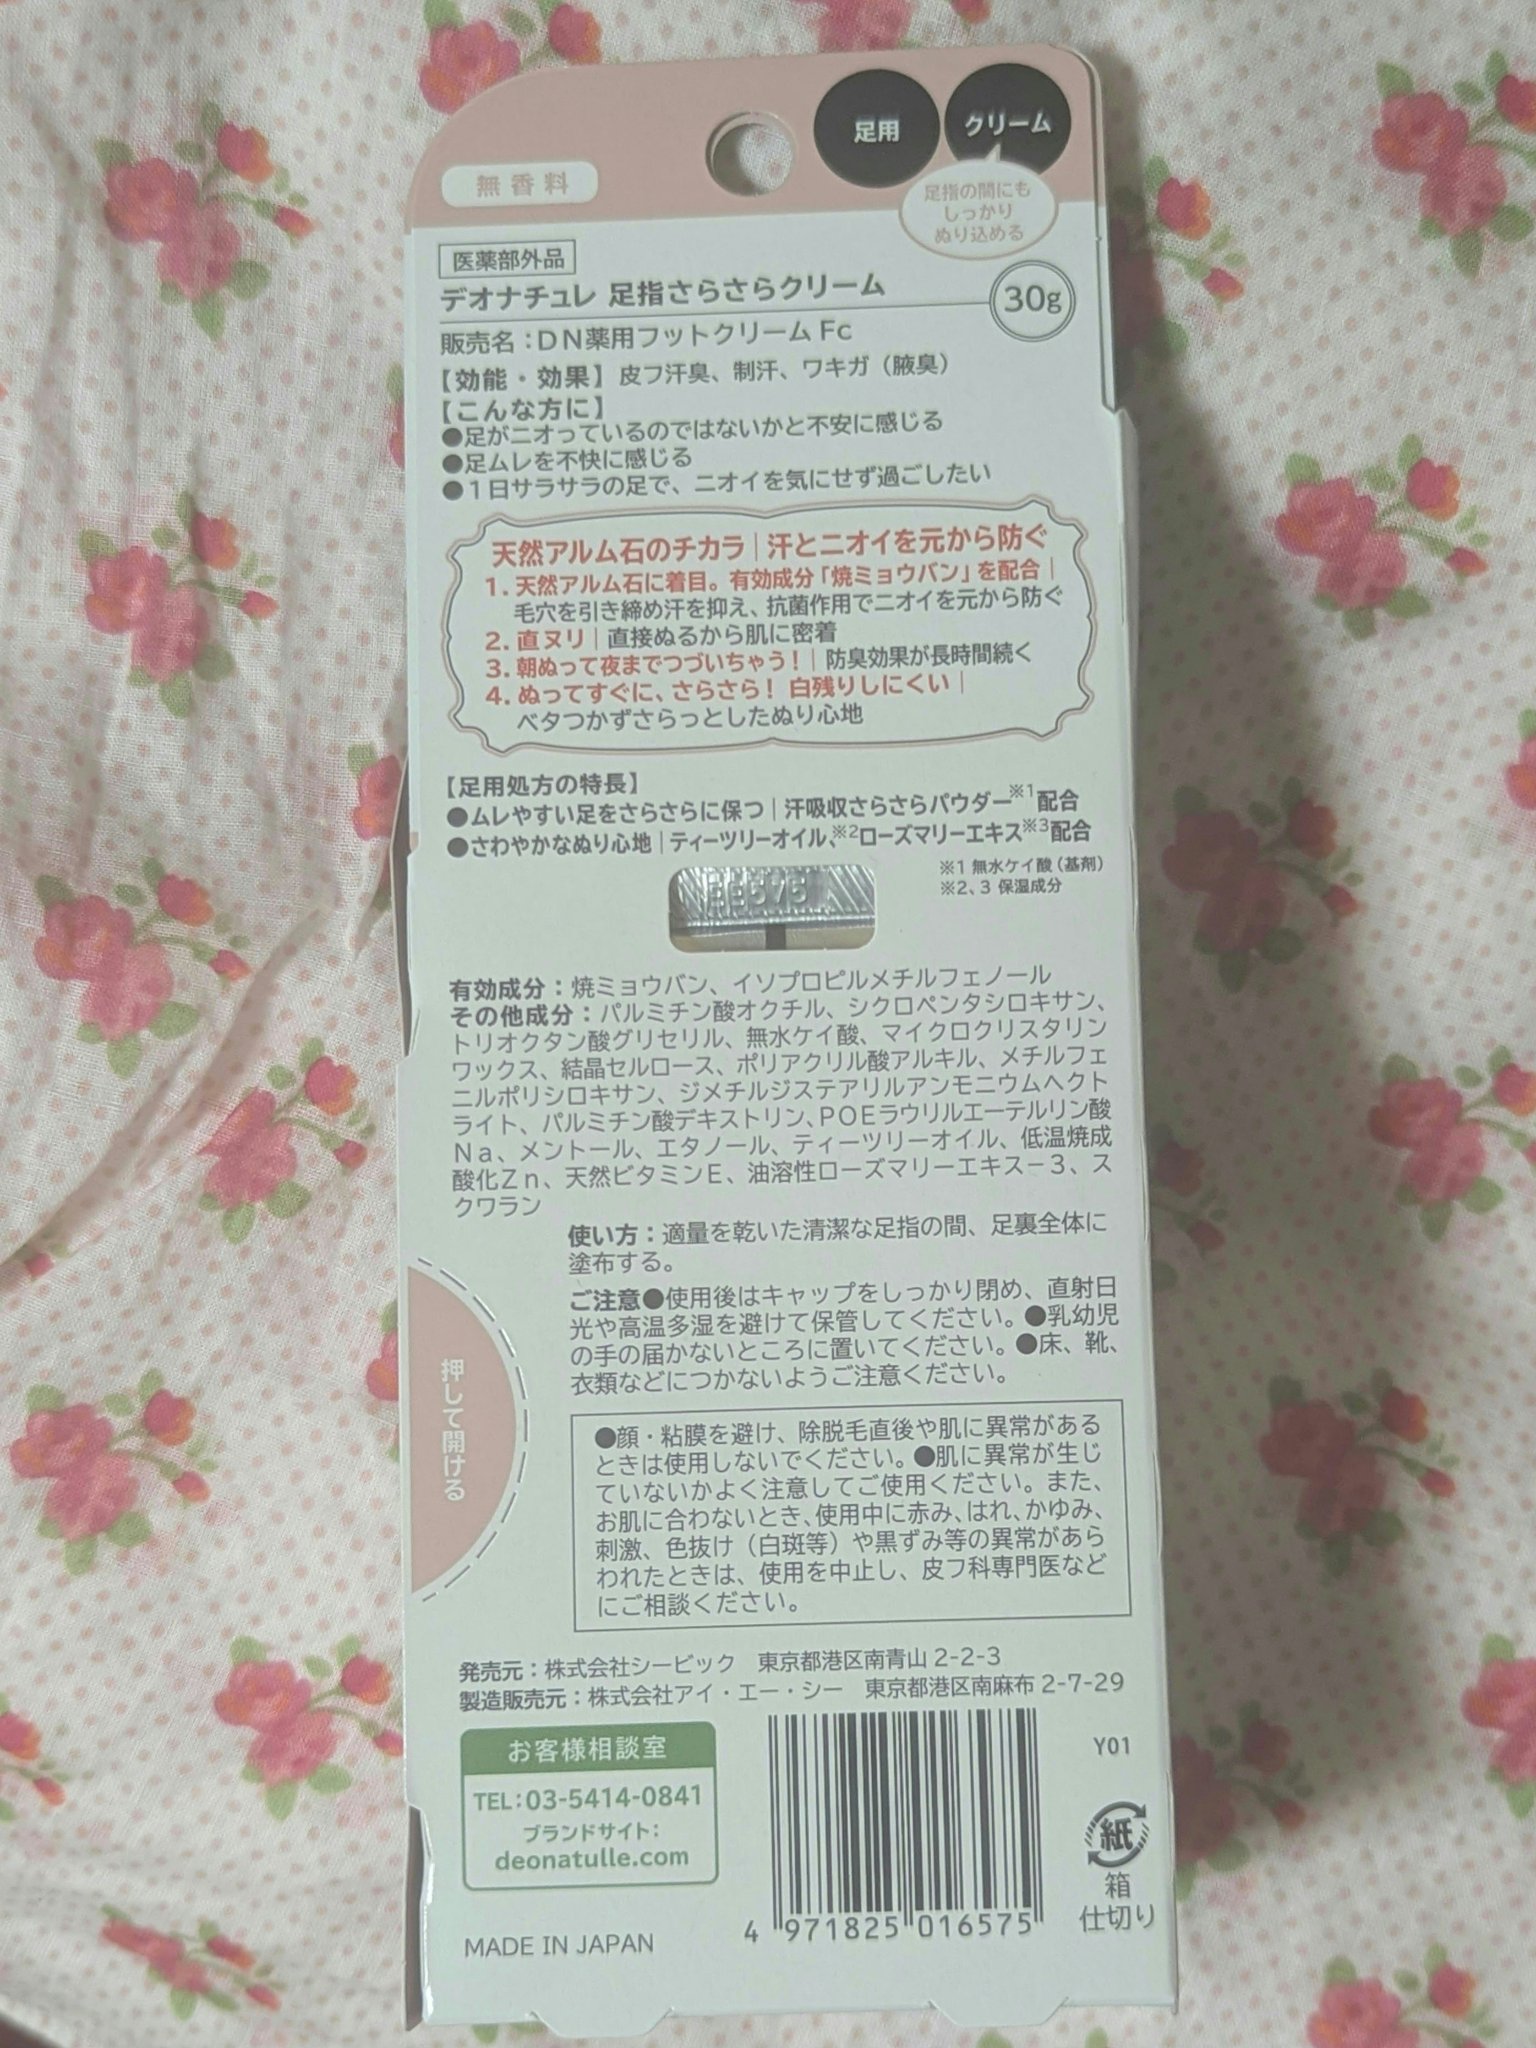 足用
クリーム
無香料
足指の間にも
しっかり
ぬり込める
医薬部外品
デオナチュレ 足指さらさらクリーム
30g
販売名：DN薬用フットクリーム Fc
【効能・効果】皮フ汗臭、制汗、ワキガ（腋臭）
【こんな方に】
●足がニオっているのではないかと不安に感じる
●足ムレを不快に感じる
●1日サラサラの足で、ニオイを気にせず過ごしたい
天然アルム石のチカラ｜汗とニオイを元から防ぐ
1. 天然アルム石に着目。有効成分「焼ミョウバン」を配合｜
毛穴を引き締め汗を抑え、抗菌作用でニオイを元から防ぐ
2. 直ヌリ｜直接ぬるから肌に密着
3. 朝ぬって夜までつづいちゃう！｜防臭効果が長時間続く
4. ぬってすぐに、さらさら！ 白残りしにくい｜
ベタつかずさらっとしたぬり心地
【足用処方の特長】
●ムレやすい足をさらさらに保つ｜汗吸収さらさらパウダー※1配合
●さわやかなぬり心地｜ティーツリーオイル、※2ローズマリーエキス※3配合
※1 無水ケイ酸（基剤）
※2、3 保湿成分
有効成分：焼ミョウバン、イソプロピルメチルフェノール
その他成分：パルミチン酸オクチル、シクロペンタシロキサン、
トリオクタン酸グリセリル、無水ケイ酸、マイクロクリスタリン
ワックス、結晶セルロース、ポリアクリル酸アルキル、メチルフェ
ニルポリシロキサン、ジメチルジステアリルアンモニウムヘクト
ライト、パルミチン酸デキストリン、POEラウリルエーテルリン酸
Na、メントール、エタノール、ティーツリーオイル、低温焼成
酸化Zn、天然ビタミンE、油溶性ローズマリーエキス－3、ス
クワラン
使い方：適量を乾いた清潔な足指の間、足裏全体に
塗布する。
ご注意●使用後はキャップをしっかり閉め、直射日
光や高温多湿を避けて保管してください。●乳幼児
の手の届かないところに置いてください。●床、靴、
衣類などにつかないようご注意ください。
押して開ける
●顔・粘膜を避け、除脱毛直後や肌に異常がある
ときは使用しないでください。●肌に異常が生じ
ていないかよく注意してご使用ください。また、
お肌に合わないとき、使用中に赤み、はれ、かゆみ、
刺激、色抜け（白斑等）や黒ずみ等の異常があら
われたときは、使用を中止し、皮フ科専門医など
にご相談ください。
発売元：株式会社シービック 東京都港区南青山 2-2-3
製造販売元：株式会社アイ・エー・シー 東京都港区南麻布 2-7-29
お客様相談室
TEL：03-5414-0841
ブランドサイト：
deonatulle.com
Y01
紙
箱
仕切り
4 971825 016575
MADE IN JAPAN